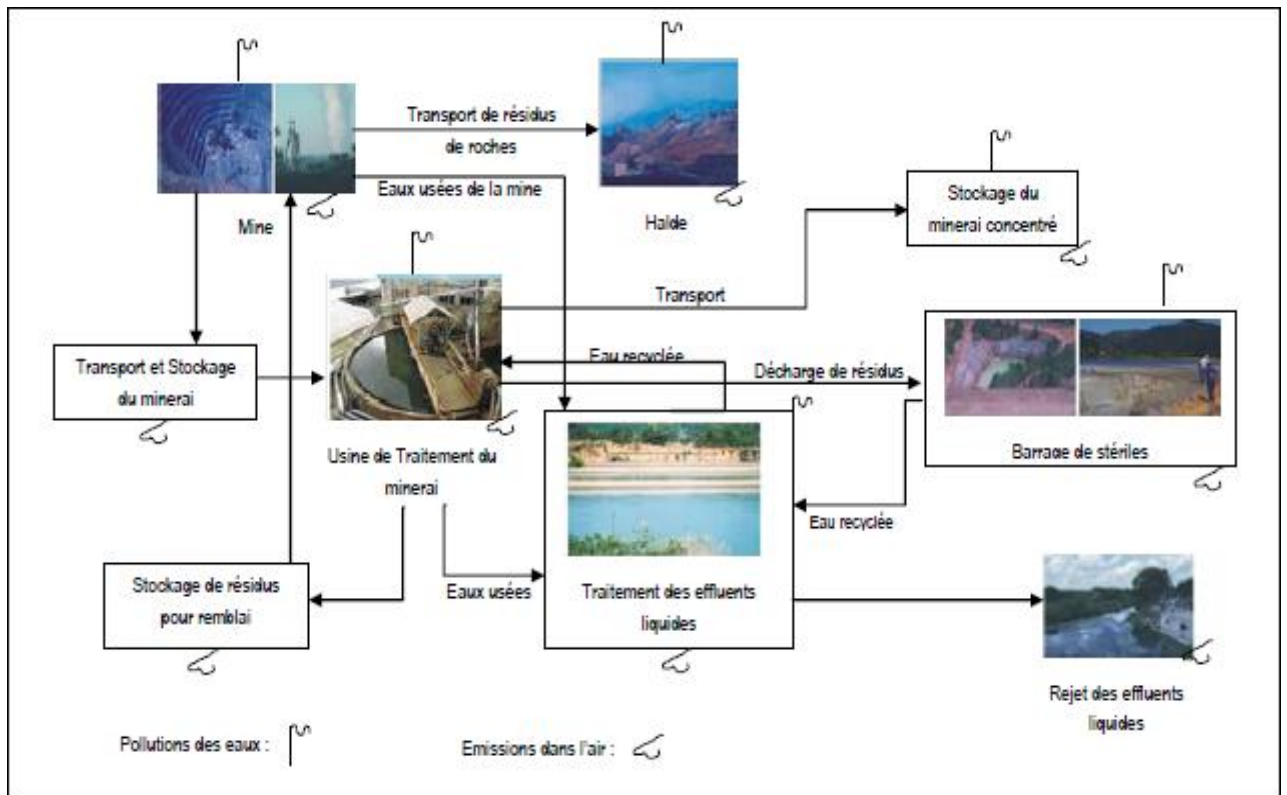 Transport de résidus
de roches
Eaux usées de la mine
Mine
Halde
Stockage du
minerai concentré
Transport
Transport et Stockage
du minerai
Eau recyclée
Décharge de résidus
Usine de Traitement du
minerai
Barrage de stériles
Eau recyclée
Stockage de résidus
pour remblai
Eaux usées
Traitement des effluents
liquides
Rejet des effluents
liquides
Pollutions des eaux :
Emissions dans l'air :